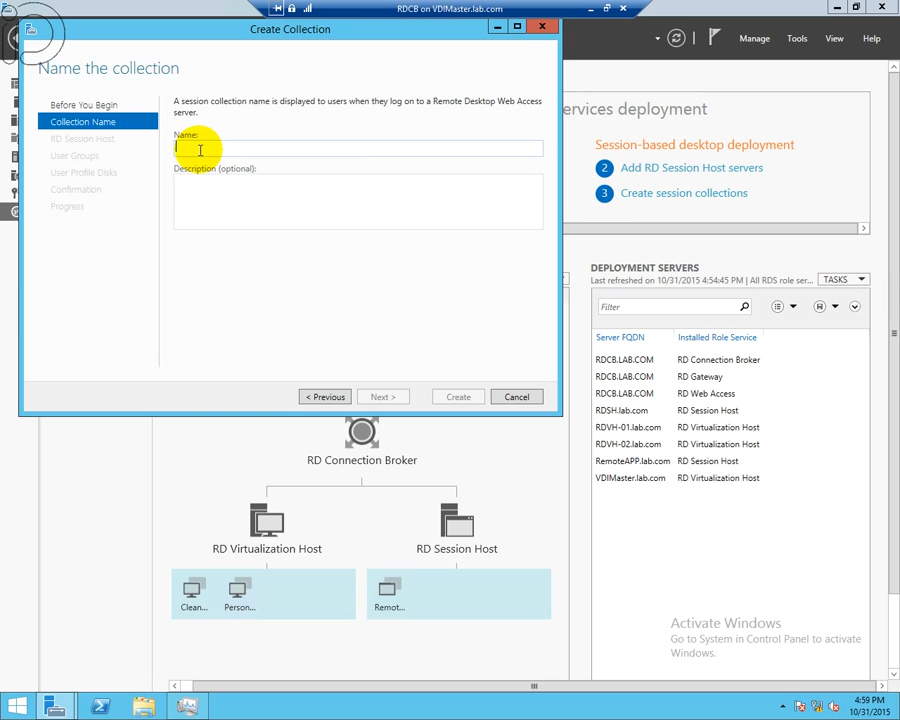 RDCB on VDIMaster.lab.com
Create Collection
Manage
Tools
View
Help
Name the collection
Before You Begin
Collection Name
RD Session Host
User Groups
User Profile Disks
Confirmation
Progress
A session collection name is displayed to users when they log on to a Remote Desktop Web Access
server.
Name:
Description (optional):
< Previous
Next >
Create
Cancel
ervices deployment
Session-based desktop deployment
2 Add RD Session Host servers
3 Create session collections
DEPLOYMENT SERVERS
Last refreshed on 10/31/2015 4:54:45 PM | All RDS role ser...
TASKS
Filter
Server FQDN Installed Role Service
RDCB.LAB.COM RD Connection Broker
RDCB.LAB.COM RD Gateway
RDCB.LAB.COM RD Web Access
RDSH.lab.com RD Session Host
RDVH-01.lab.com RD Virtualization Host
RDVH-02.lab.com RD Virtualization Host
RemoteAPP.lab.com RD Session Host
VDIMaster.lab.com RD Virtualization Host
RD Connection Broker
RD Virtualization Host
RD Session Host
Clean...
Person...
Remot...
Activate Windows
Go to System in Control Panel to activate
Windows.
4:59 PM
10/31/2015